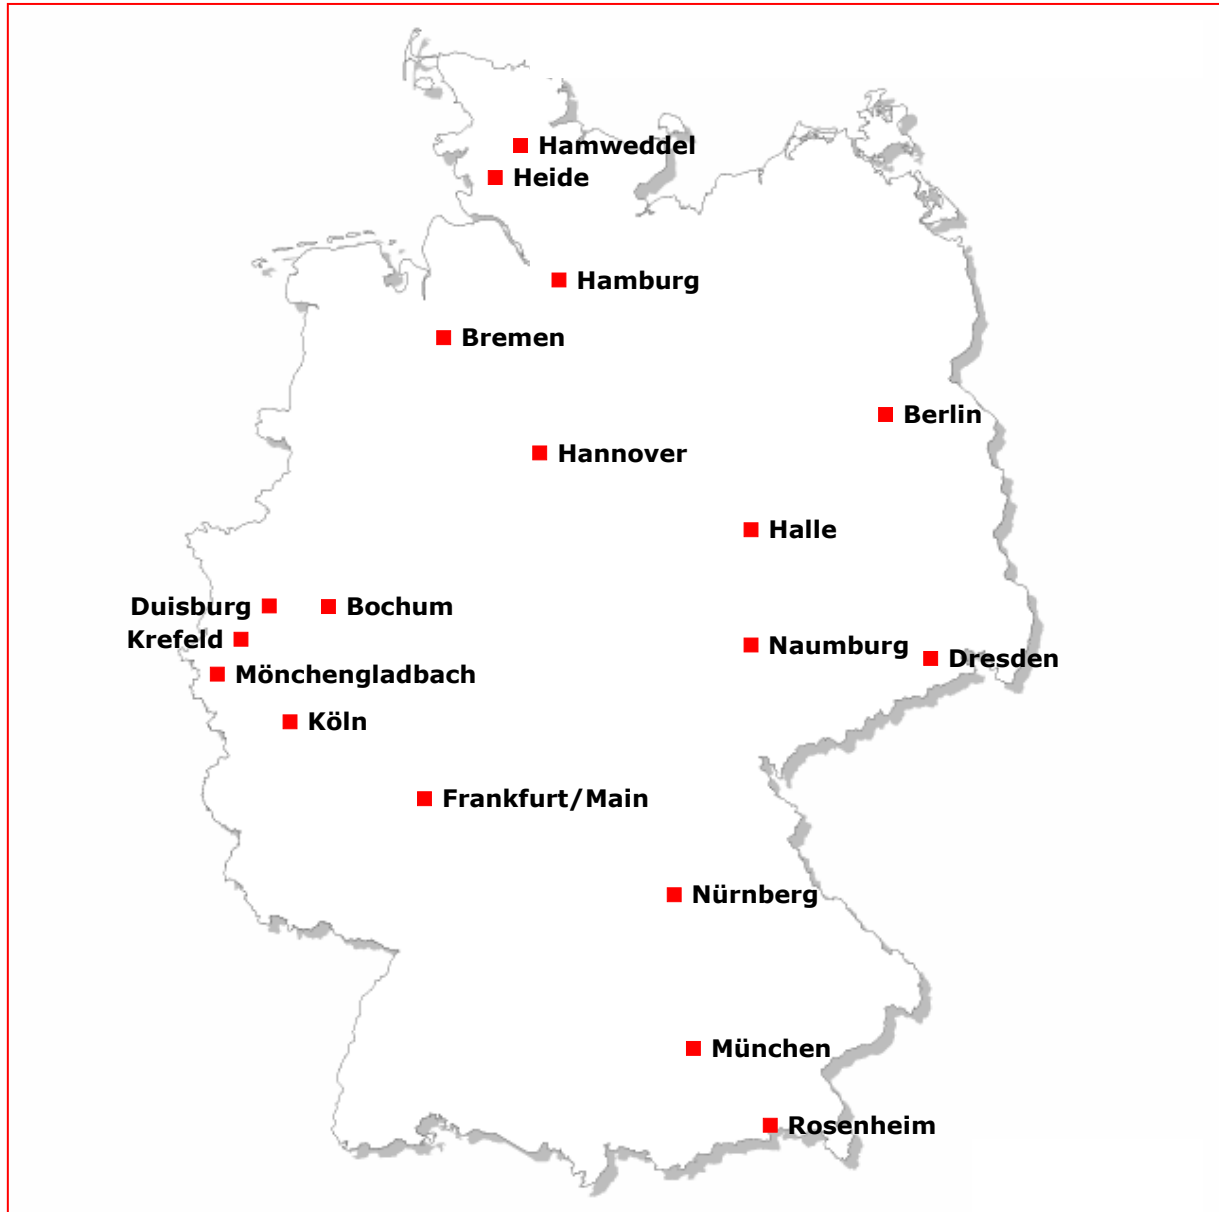 Hamweddel
Heide
Hamburg
Bremen
Berlin
Hannover
Halle
Duisburg
Bochum
Krefeld
Naumburg
Dresden
Mönchengladbach
Köln
Frankfurt/Main
Nürnberg
München
Rosenheim